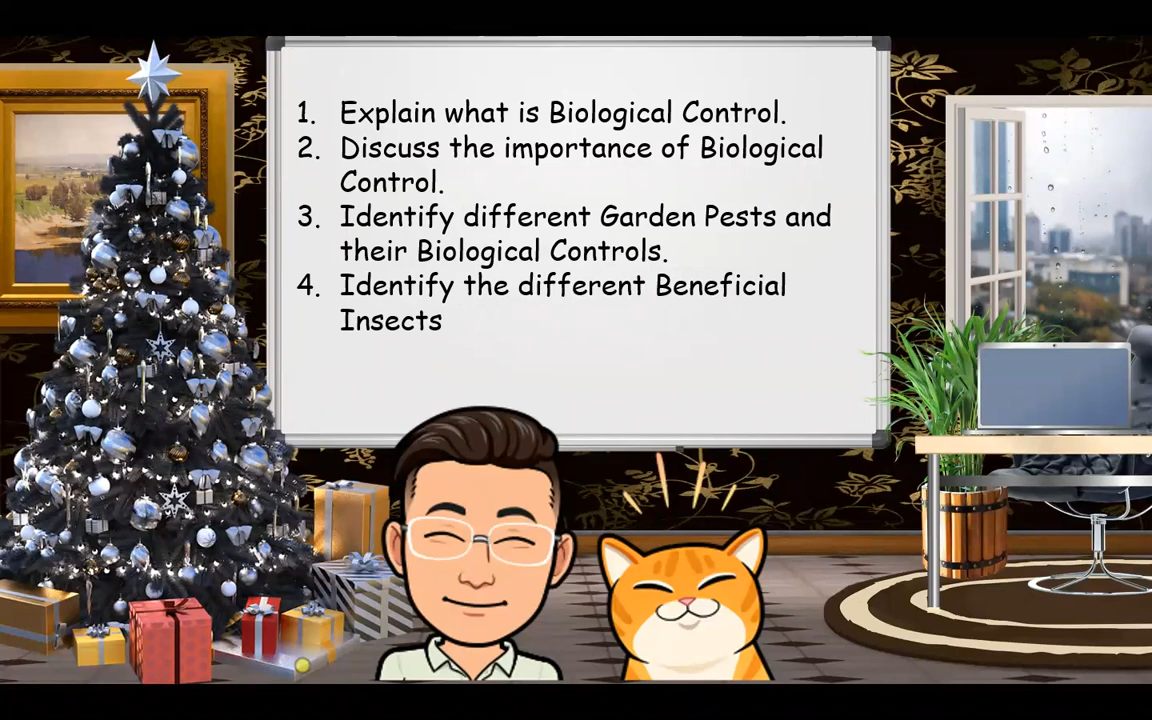 1. Explain what is Biological Control.
2. Discuss the importance of Biological
Control.
3. Identify different Garden Pests and
their Biological Controls.
4. Identify the different Beneficial
Insects